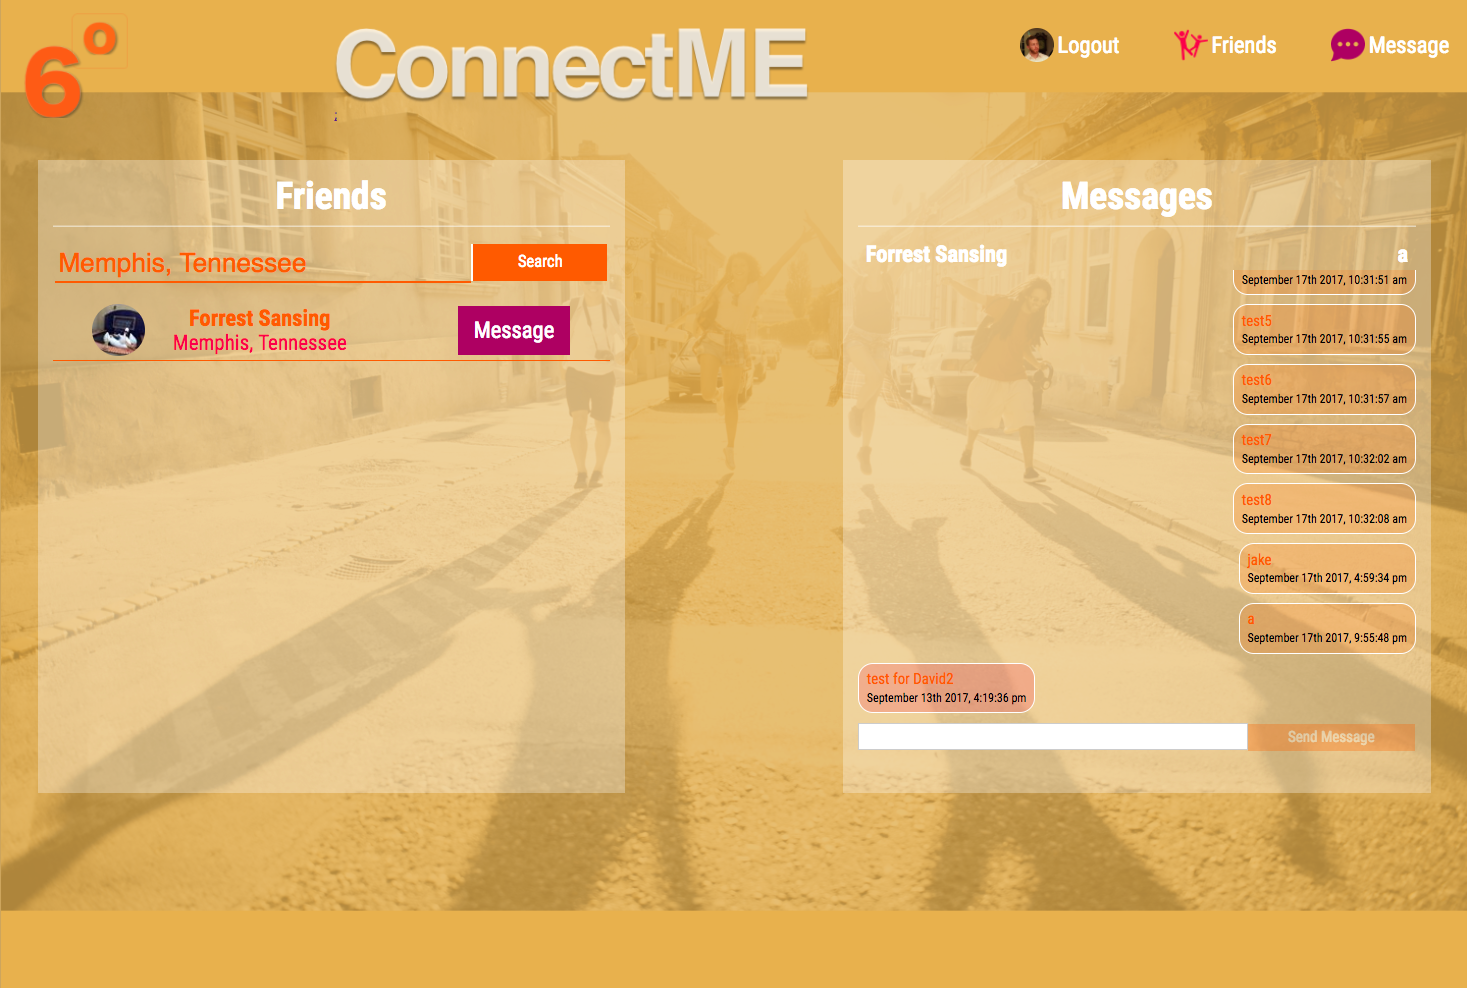 6°
ConnectME
Logout
Friends
Message
;
Friends
Memphis, Tennessee
Search
Forrest Sansing
Memphis, Tennessee
Message
Messages
Forrest Sansing
a
September 17th 2017, 10:31:51 am
test5
September 17th 2017, 10:31:55 am
test6
September 17th 2017, 10:31:57 am
test7
September 17th 2017, 10:32:02 am
test8
September 17th 2017, 10:32:08 am
jake
September 17th 2017, 4:59:34 pm
a
September 17th 2017, 9:55:48 pm
test for David2
September 13th 2017, 4:19:36 pm
Send Message